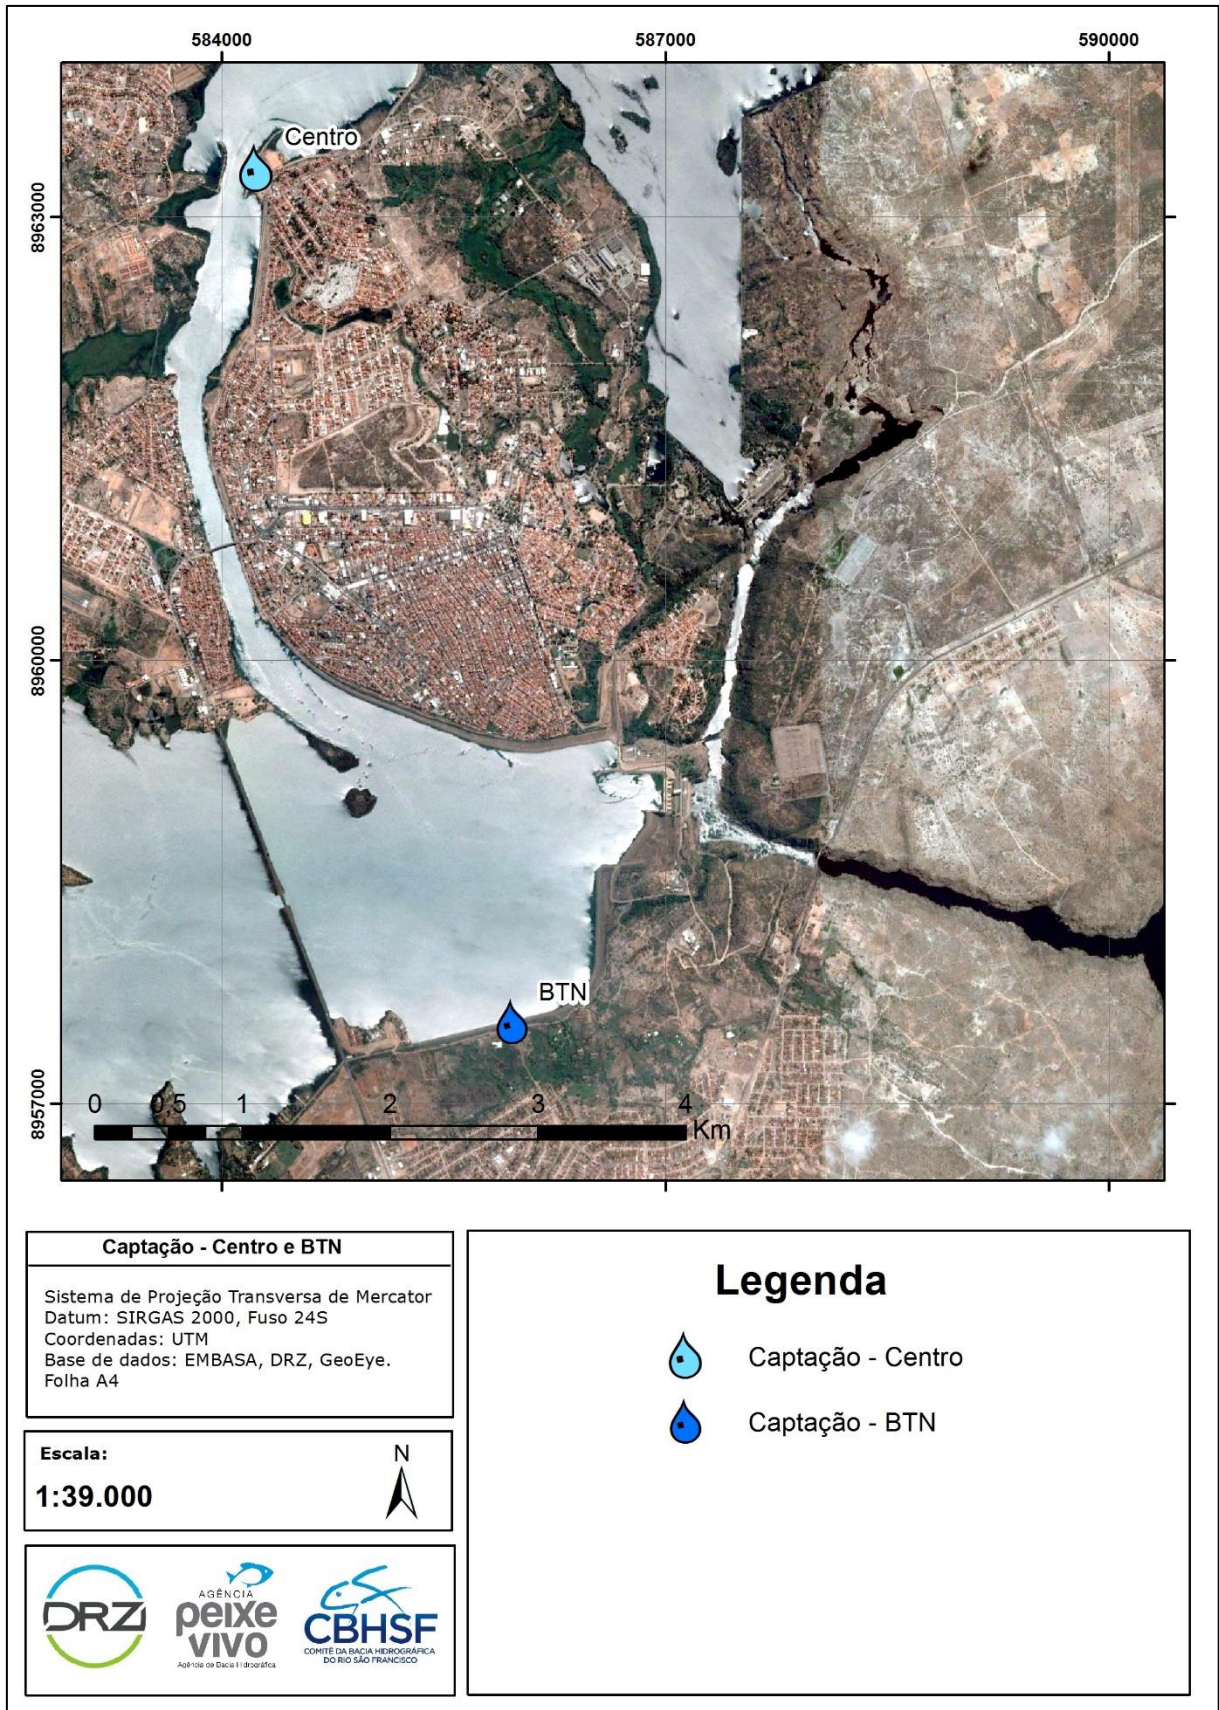 584000
587000
590000
8963000
8960000
8957000
Centro
BTN
0 0,5 1 2 3 4
Km
Captação - Centro e BTN
Sistema de Projeção Transversa de Mercator
Datum: SIRGAS 2000, Fuso 24S
Coordenadas: UTM
Base de dados: EMBASA, DRZ, GeoEye.
Folha A4
Escala:
1:39.000
N
DRZ
AGÊNCIA
peixe
vivo
Agência de Bacia Hidrográfica
CBHSF
COMITÊ DA BACIA HIDROGRÁFICA
DO RIO SÃO FRANCISCO
Legenda
Captação - Centro
Captação - BTN